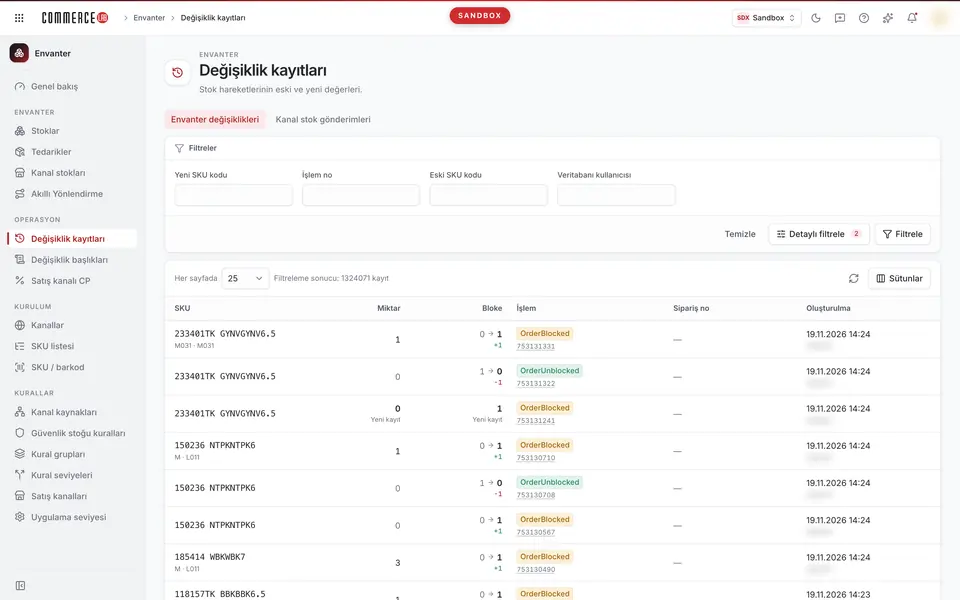 COMMERCE LAB
Envanter
Değişiklik kayıtları
SANDBOX
SDX Sandbox
Envanter
Genel bakış
ENVANTER
Stoklar
Tedarikler
Kanal stokları
Akıllı Yönlendirme
OPERASYON
Değişiklik kayıtları
Değişiklik başlıkları
Satış kanalı CP
KURULUM
Kanallar
SKU listesi
SKU / barkod
KURALLAR
Kanal kaynakları
Güvenlik stoğu kuralları
Kural grupları
Kural seviyeleri
Satış kanalları
Uygulama seviyesi
ENVANTER
Değişiklik kayıtları
Stok hareketlerinin eski ve yeni değerleri.
Envanter değişiklikleri Kanal stok gönderimleri
Filtreler
Yeni SKU kodu İşlem no Eski SKU kodu Veritabanı kullanıcısı
Temizle Detaylı filtrele 2 Filtrele
Her sayfada 25 Filtreleme sonucu: 1324071 kayıt Sütunlar
SKU Miktar Bloke İşlem Sipariş no Oluşturulma
233401TK GYNVGYNV6.5 1 0 → 1 OrderBlocked — 19.11.2026 14:24
M031 · M031 +1 753131331
233401TK GYNVGYNV6.5 0 1 → 0 OrderUnblocked — 19.11.2026 14:24
-1 753131322
233401TK GYNVGYNV6.5 0 1 OrderBlocked — 19.11.2026 14:24
Yeni kayıt Yeni kayıt 753131241
150236 NTPKNTPK6 1 0 → 1 OrderBlocked — 19.11.2026 14:24
M · L011 +1 753130710
150236 NTPKNTPK6 0 1 → 0 OrderUnblocked — 19.11.2026 14:24
-1 753130708
150236 NTPKNTPK6 0 0 → 1 OrderBlocked — 19.11.2026 14:24
+1 753130567
185414 WBKWBK7 3 0 → 1 OrderBlocked — 19.11.2026 14:24
M · L011 +1 753130490
118157TK BBKBBK6.5 1 0 → 1 OrderBlocked 19.11.2026 14:23